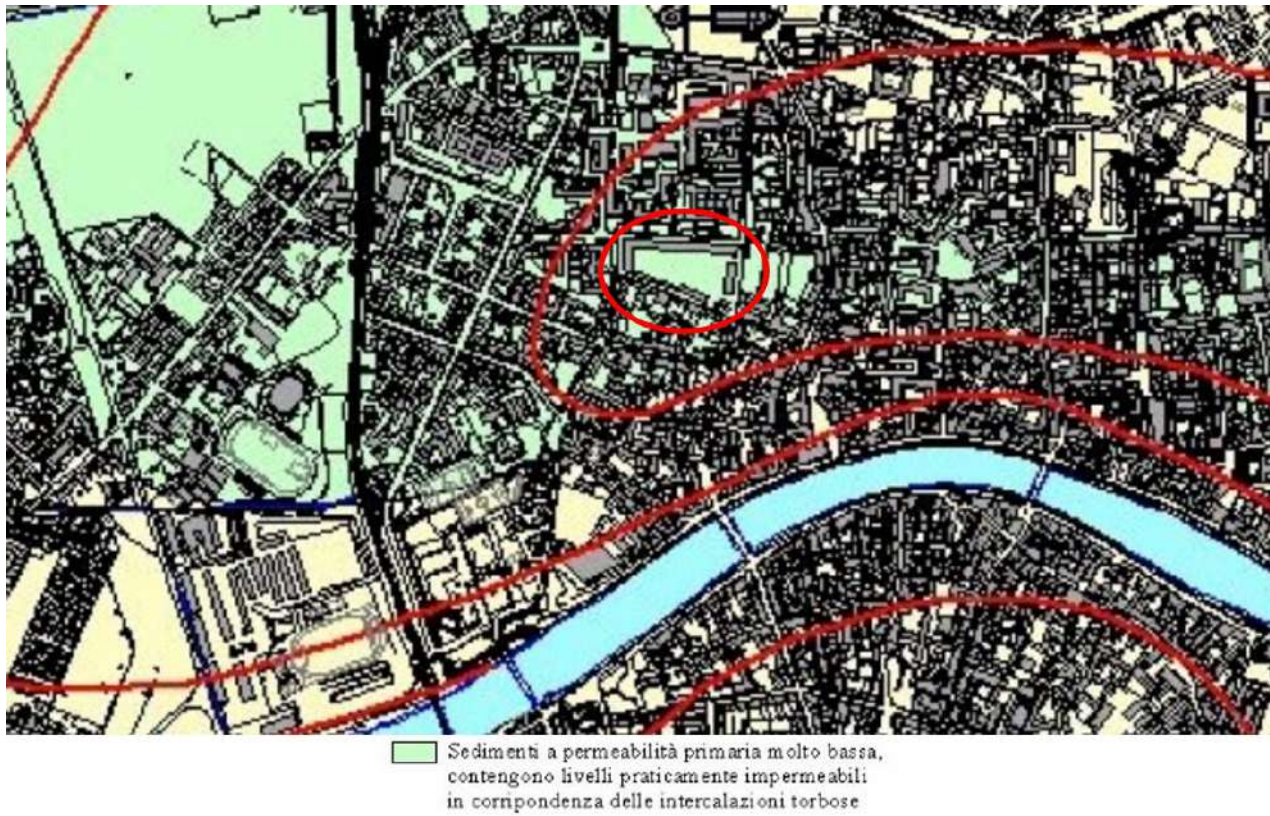 Sedimenti a permeabilità primaria molto bassa,
contengono livelli praticamente impermeabili
in corripondenza delle intercalazioni torbose